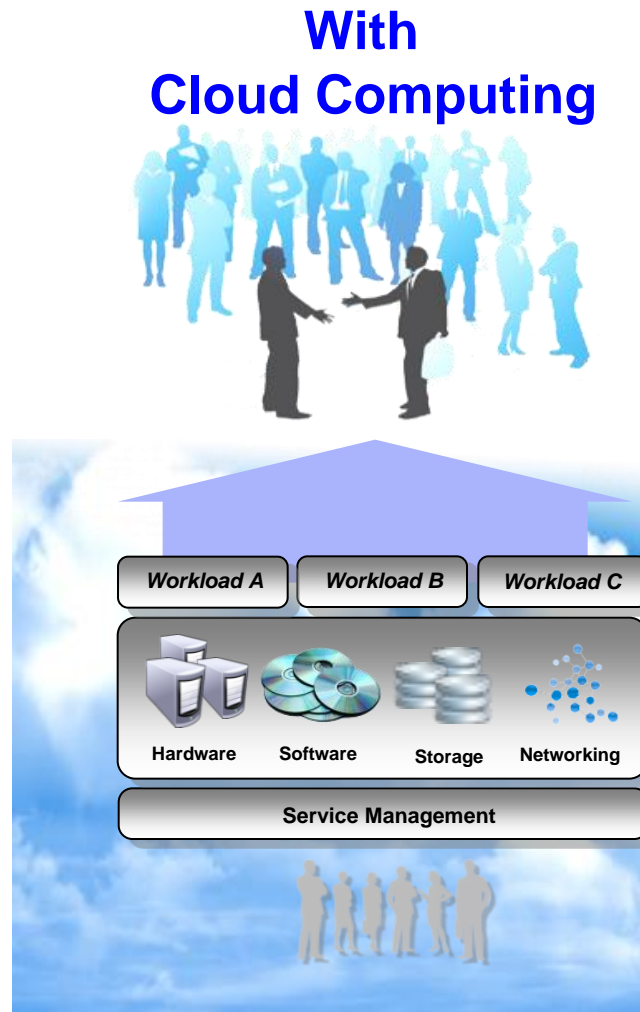 With
Cloud Computing
Workload A Workload B Workload C
Hardware Software Storage Networking
Service Management